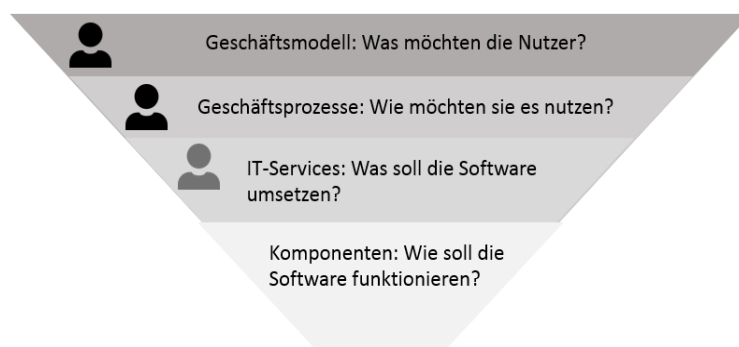 Geschäftsmodell: Was möchten die Nutzer?
Geschäftsprozesse: Wie möchten sie es nutzen?
IT-Services: Was soll die Software
umsetzen?
Komponenten: Wie soll die
Software funktionieren?